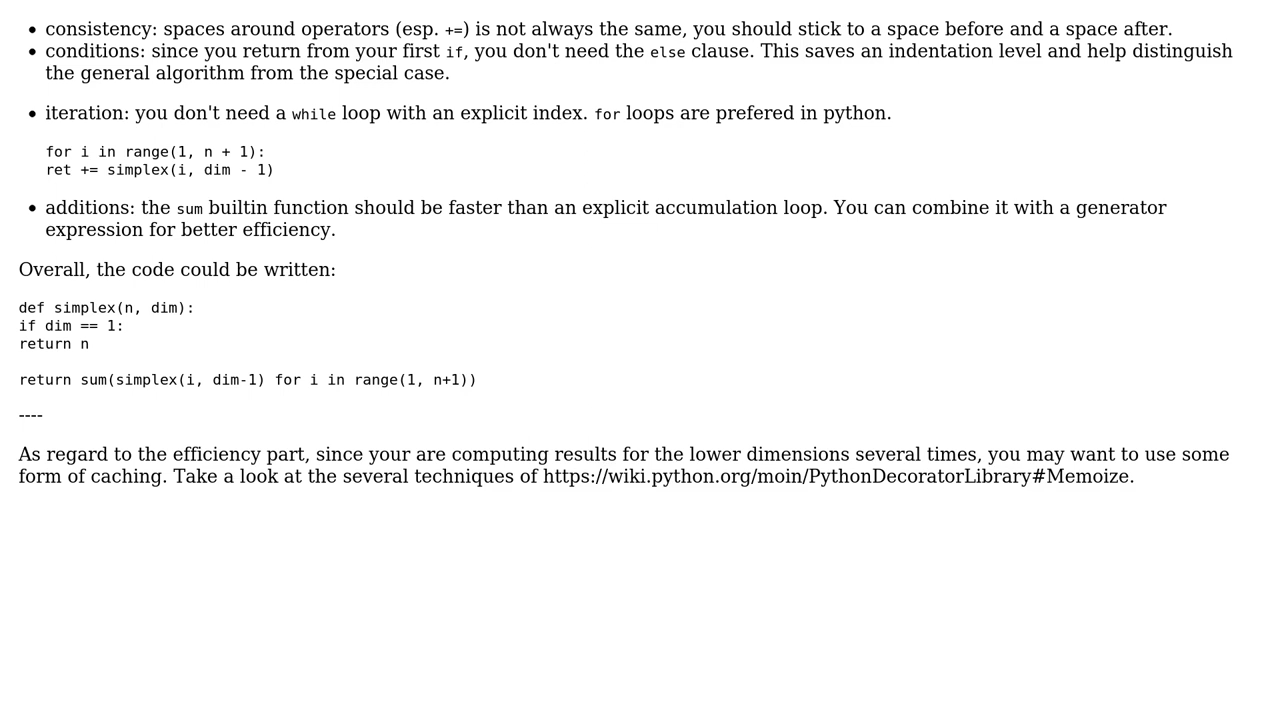 consistency: spaces around operators (esp. +=) is not always the same, you should stick to a space before and a space after.
conditions: since you return from your first if, you don't need the else clause. This saves an indentation level and help distinguish
the general algorithm from the special case.
iteration: you don't need a while loop with an explicit index. for loops are prefered in python.
for i in range(1, n + 1):
ret += simplex(i, dim - 1)
additions: the sum builtin function should be faster than an explicit accumulation loop. You can combine it with a generator
expression for better efficiency.
Overall, the code could be written:
def simplex(n, dim):
if dim == 1:
return n
return sum(simplex(i, dim-1) for i in range(1, n+1))
----
As regard to the efficiency part, since your are computing results for the lower dimensions several times, you may want to use some
form of caching. Take a look at the several techniques of https://wiki.python.org/moin/PythonDecoratorLibrary#Memoize.